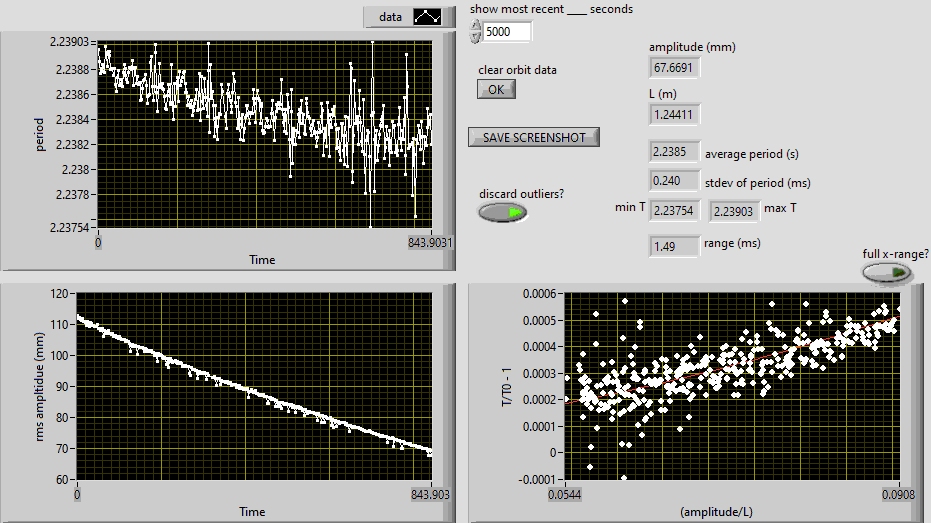 data
2.23903
2.2388
2.2386
2.2384
2.2382
2.238
2.2378
2.23754
period
0
843.9031
Time
show most recent ____ seconds
5000
clear orbit data
OK
SAVE SCREENSHOT
discard outliers?
amplitude (mm)
67.6691
L (m)
1.24411
2.2385 average period (s)
0.240 stdev of period (ms)
min T 2.23754 2.23903 max T
1.49 range (ms)
full x-range?
120
110
100
90
80
70
60
rms ampltidue (mm)
0
843.903
Time
0.0006
0.0005
0.0004
0.0003
0.0002
0.0001
0
-0.0001
T/T0 - 1
0.0544
0.0908
(amplitude/L)